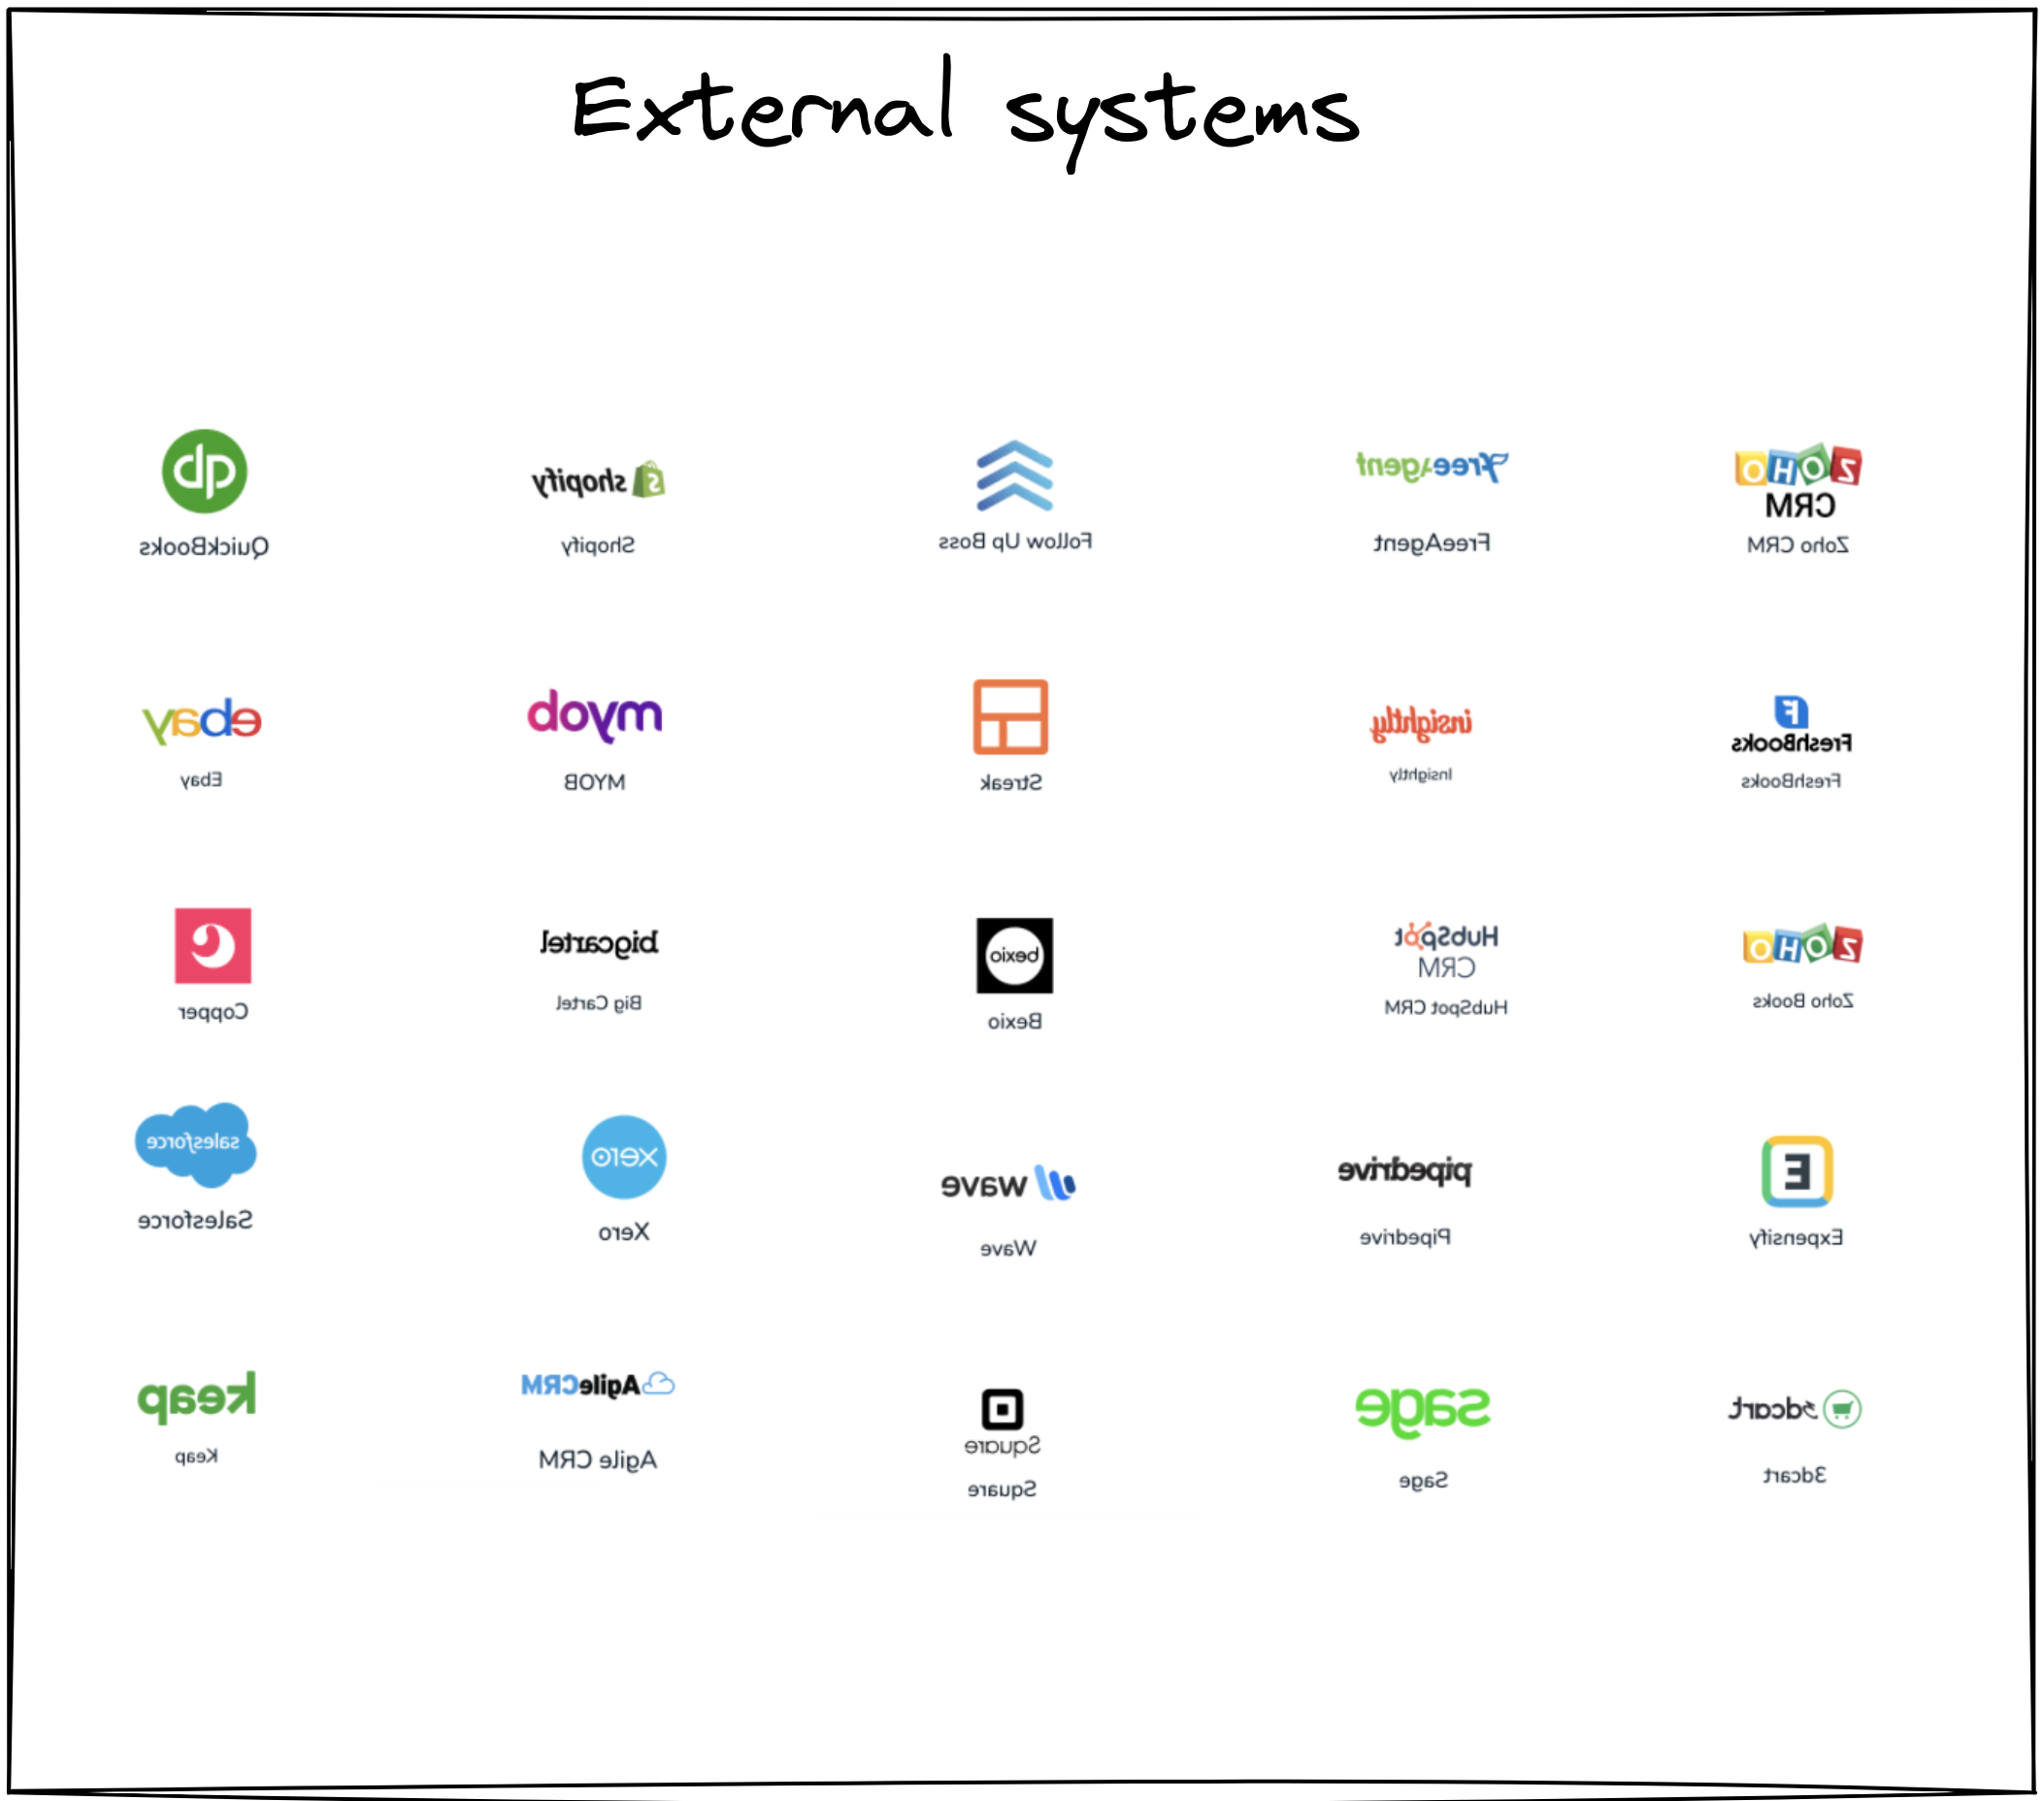 External systems
QuickBooks
shopify
Shopify
Follow Up Boss
freeAgent
FreeAgent
ZOHO
CRM
Zoho CRM
ebay
Ebay
myob
MYOB
Streak
insightly
Insightly
F
FreshBooks
FreshBooks
Copper
bigcartel
Big Cartel
bexio
Bexio
HubSpot
CRM
HubSpot CRM
ZOHO
Zoho Books
salesforce
Salesforce
xero
Xero
wave
Wave
pipedrive
Pipedrive
E
Expensify
keap
Keap
AgileCRM
Agile CRM
Square
Square
sage
Sage
3dcart
3dcart